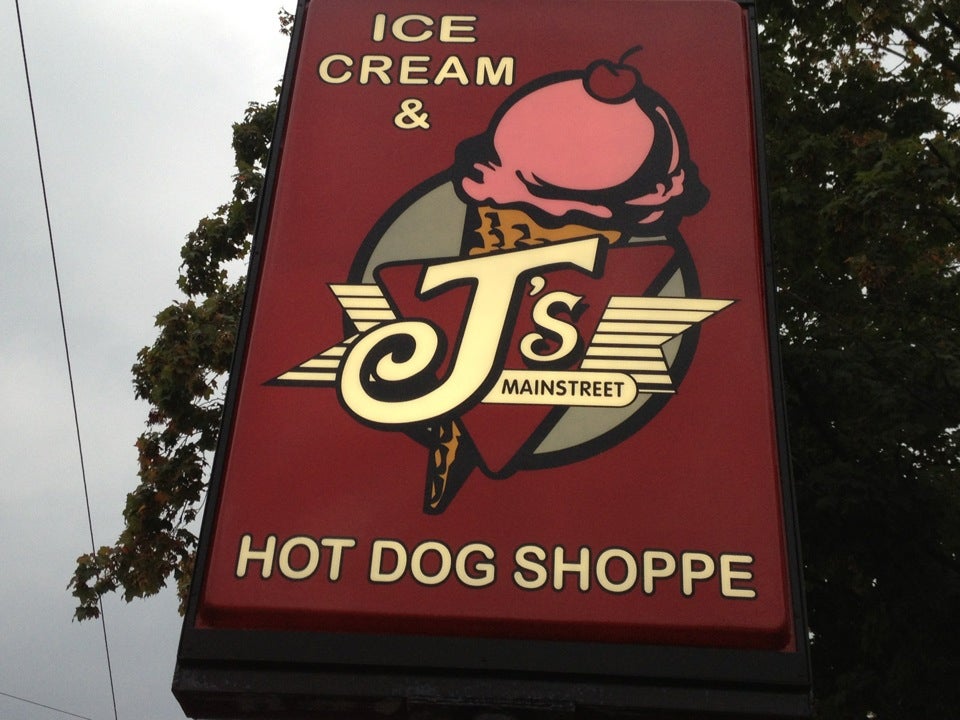 ICE
CREAM
&
J's
MAINSTREET
HOT DOG SHOPPE